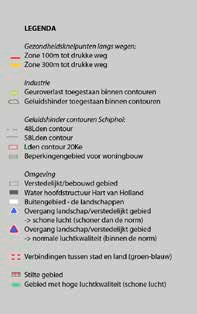 LEGENDA
Gezondheidsknelpunten langs wegen;
Zone 100m tot drukke weg
Zone 300m tot drukke weg
Industrie
Geuroverlast toegestaan binnen contouren
Geluidshinder toegestaan binnen contouren
Geluidshinder contouren Schiphol:
48Lden contour
58Lden contour
Lden contour 20Ke
Beperkingengebied voor woningbouw
Omgeving
Verstedelijkt/bebouwd gebied
Water hoofdstructuur Hart van Holland
Buitengebied - de landschappen
Overgang landschap/verstedelijkt gebied
-> schone lucht (schoner dan de norm)
Overgang landschap/verstedelijkt gebied
-> normale luchtkwaliteit (binnen de norm)
Verbindingen tussen stad en land (groen-blauw)
Stilte gebied
Gebied met hoge luchtkwaliteit (schone lucht)